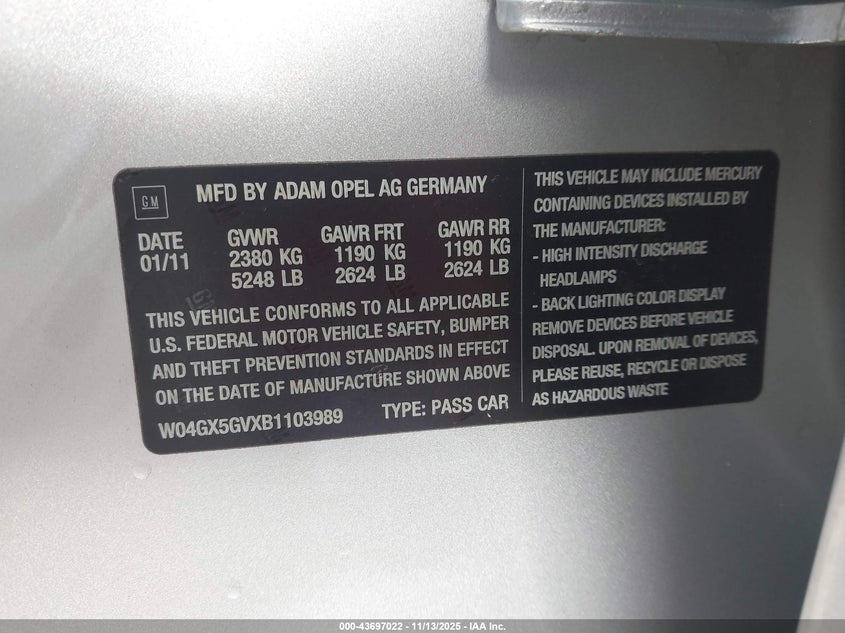 GM
MFD BY ADAM OPEL AG GERMANY
DATE GVWR GAWR FRT GAWR RR
01/11 2380 KG 1190 KG 1190 KG
5248 LB 2624 LB 2624 LB
THIS VEHICLE CONFORMS TO ALL APPLICABLE
U.S. FEDERAL MOTOR VEHICLE SAFETY, BUMPER
AND THEFT PREVENTION STANDARDS IN EFFECT
ON THE DATE OF MANUFACTURE SHOWN ABOVE
W04GX5GVXB1103989 TYPE: PASS CAR
THIS VEHICLE MAY INCLUDE MERCURY
CONTAINING DEVICES INSTALLED BY
THE MANUFACTURER:
- HIGH INTENSITY DISCHARGE
HEADLAMPS
- BACK LIGHTING COLOR DISPLAY
REMOVE DEVICES BEFORE VEHICLE
DISPOSAL. UPON REMOVAL OF DEVICES,
PLEASE REUSE, RECYCLE OR DISPOSE
AS HAZARDOUS WASTE
000-43697022 - 11/13/2025 - IAA Inc.